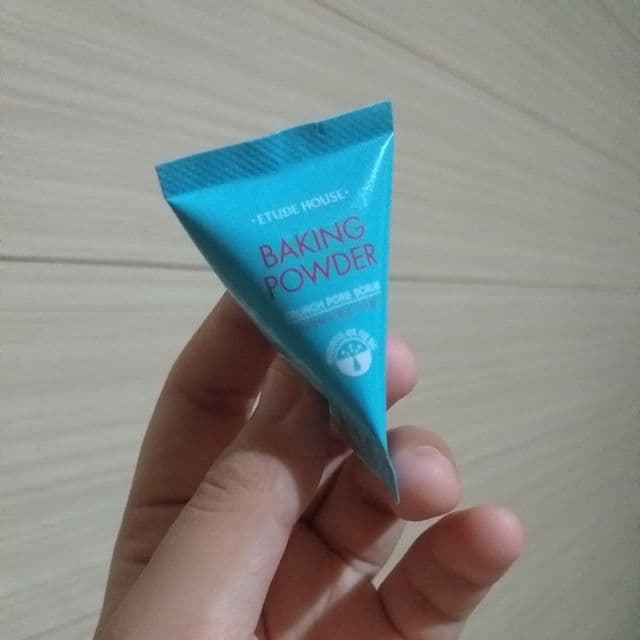 ·ETUDE HOUSE·
BAKING
POWDER
CRUNCH PORE SCRUB